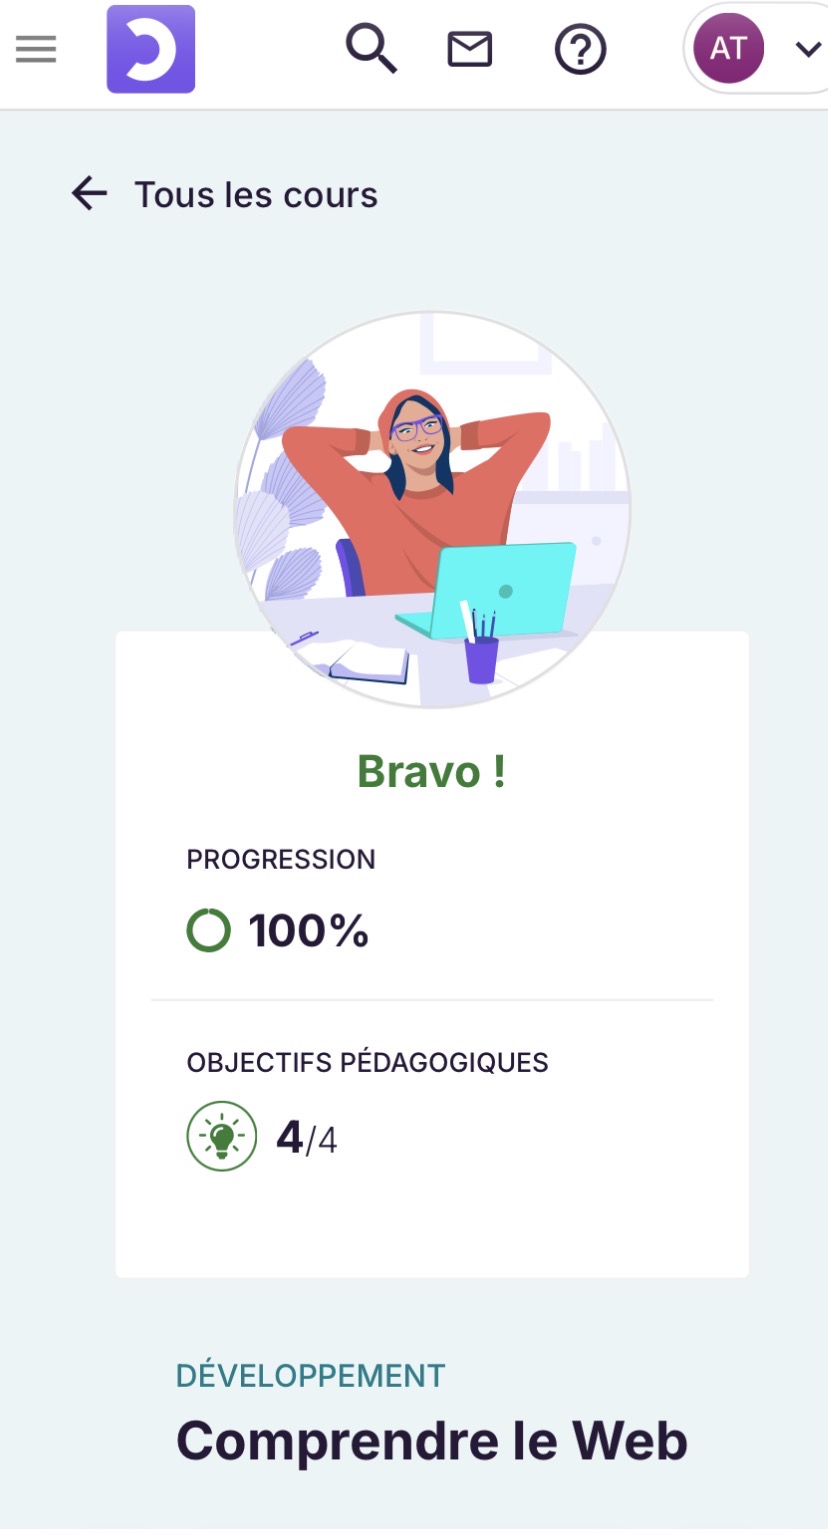 AT
Tous les cours
Bravo !
PROGRESSION
100%
OBJECTIFS PÉDAGOGIQUES
4/4
DÉVELOPPEMENT
Comprendre le Web